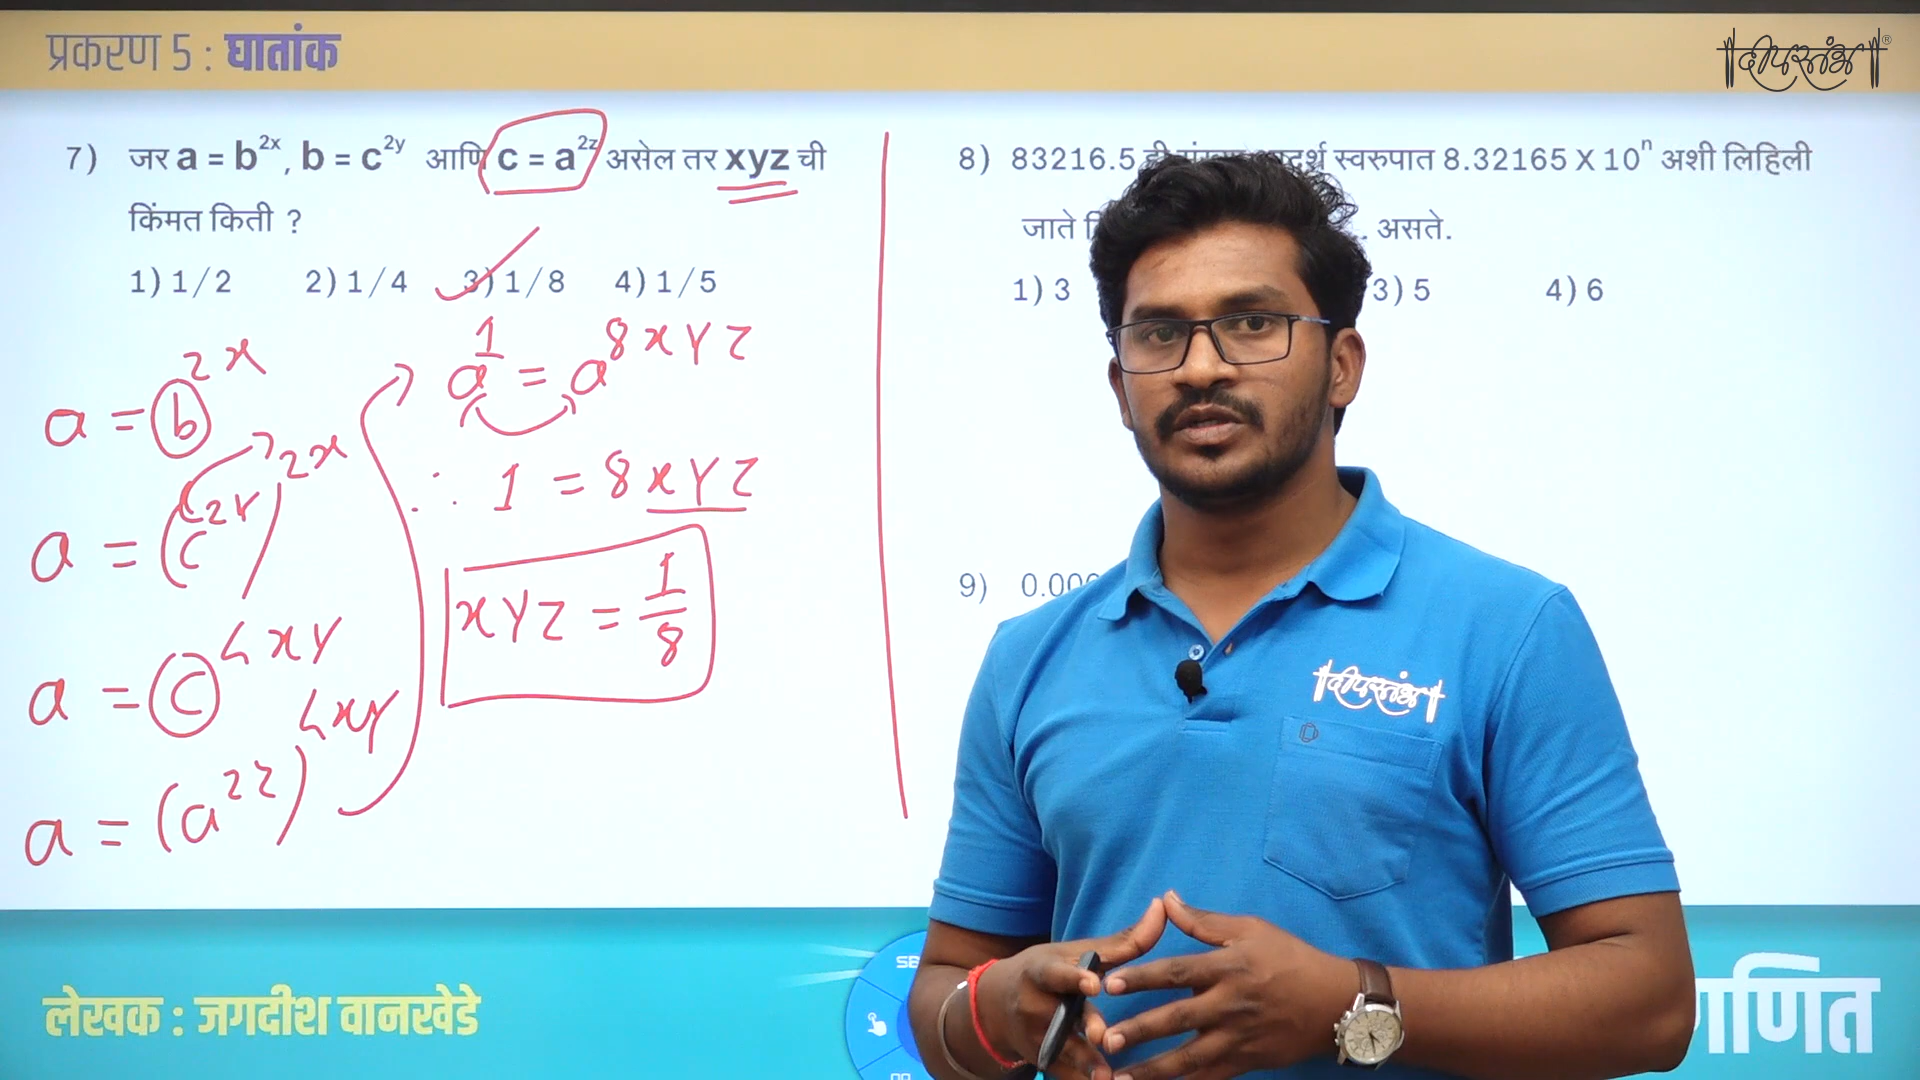 प्रकरण 5 : घातांक
दीपस्तंभ®
7) जर a = b^2x , b = c^2y आणि c = a^2z असेल तर xyz ची
किंमत किती ?
1) 1/2 2) 1/4 3) 1/8 4) 1/5
a = b^2x
a = (c^2y)^2x
a = c^4xy
a = (a^2z)^4xy
a^1 = a^8xyz
∴ 1 = 8xyz
xyz = 1/8
8) 83216.5 ही स्वरुपात 8.32165 X 10^n अशी लिहिली
जाते . असते.
1) 3 3) 5 4) 6
9) 0.000
दीपस्तंभ
लेखक : जगदीश वानखेडे
गणित